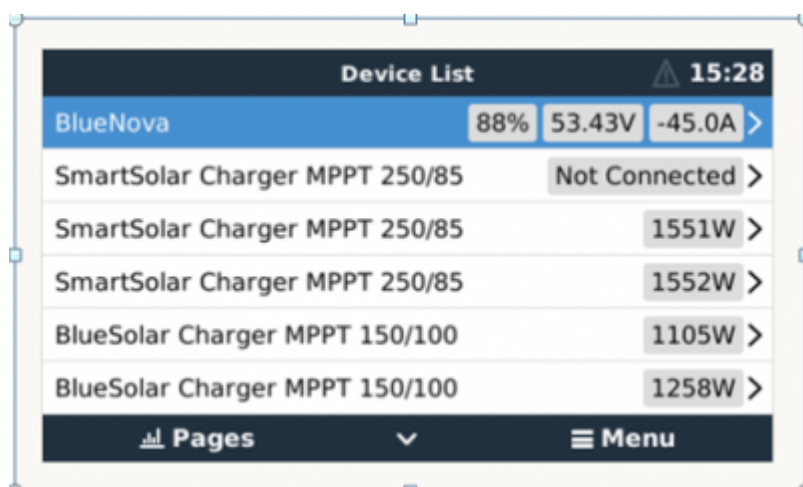 Device List 15:28
BlueNova 88% 53.43V -45.0A
SmartSolar Charger MPPT 250/85 Not Connected
SmartSolar Charger MPPT 250/85 1551W
SmartSolar Charger MPPT 250/85 1552W
BlueSolar Charger MPPT 150/100 1105W
BlueSolar Charger MPPT 150/100 1258W
Pages Menu